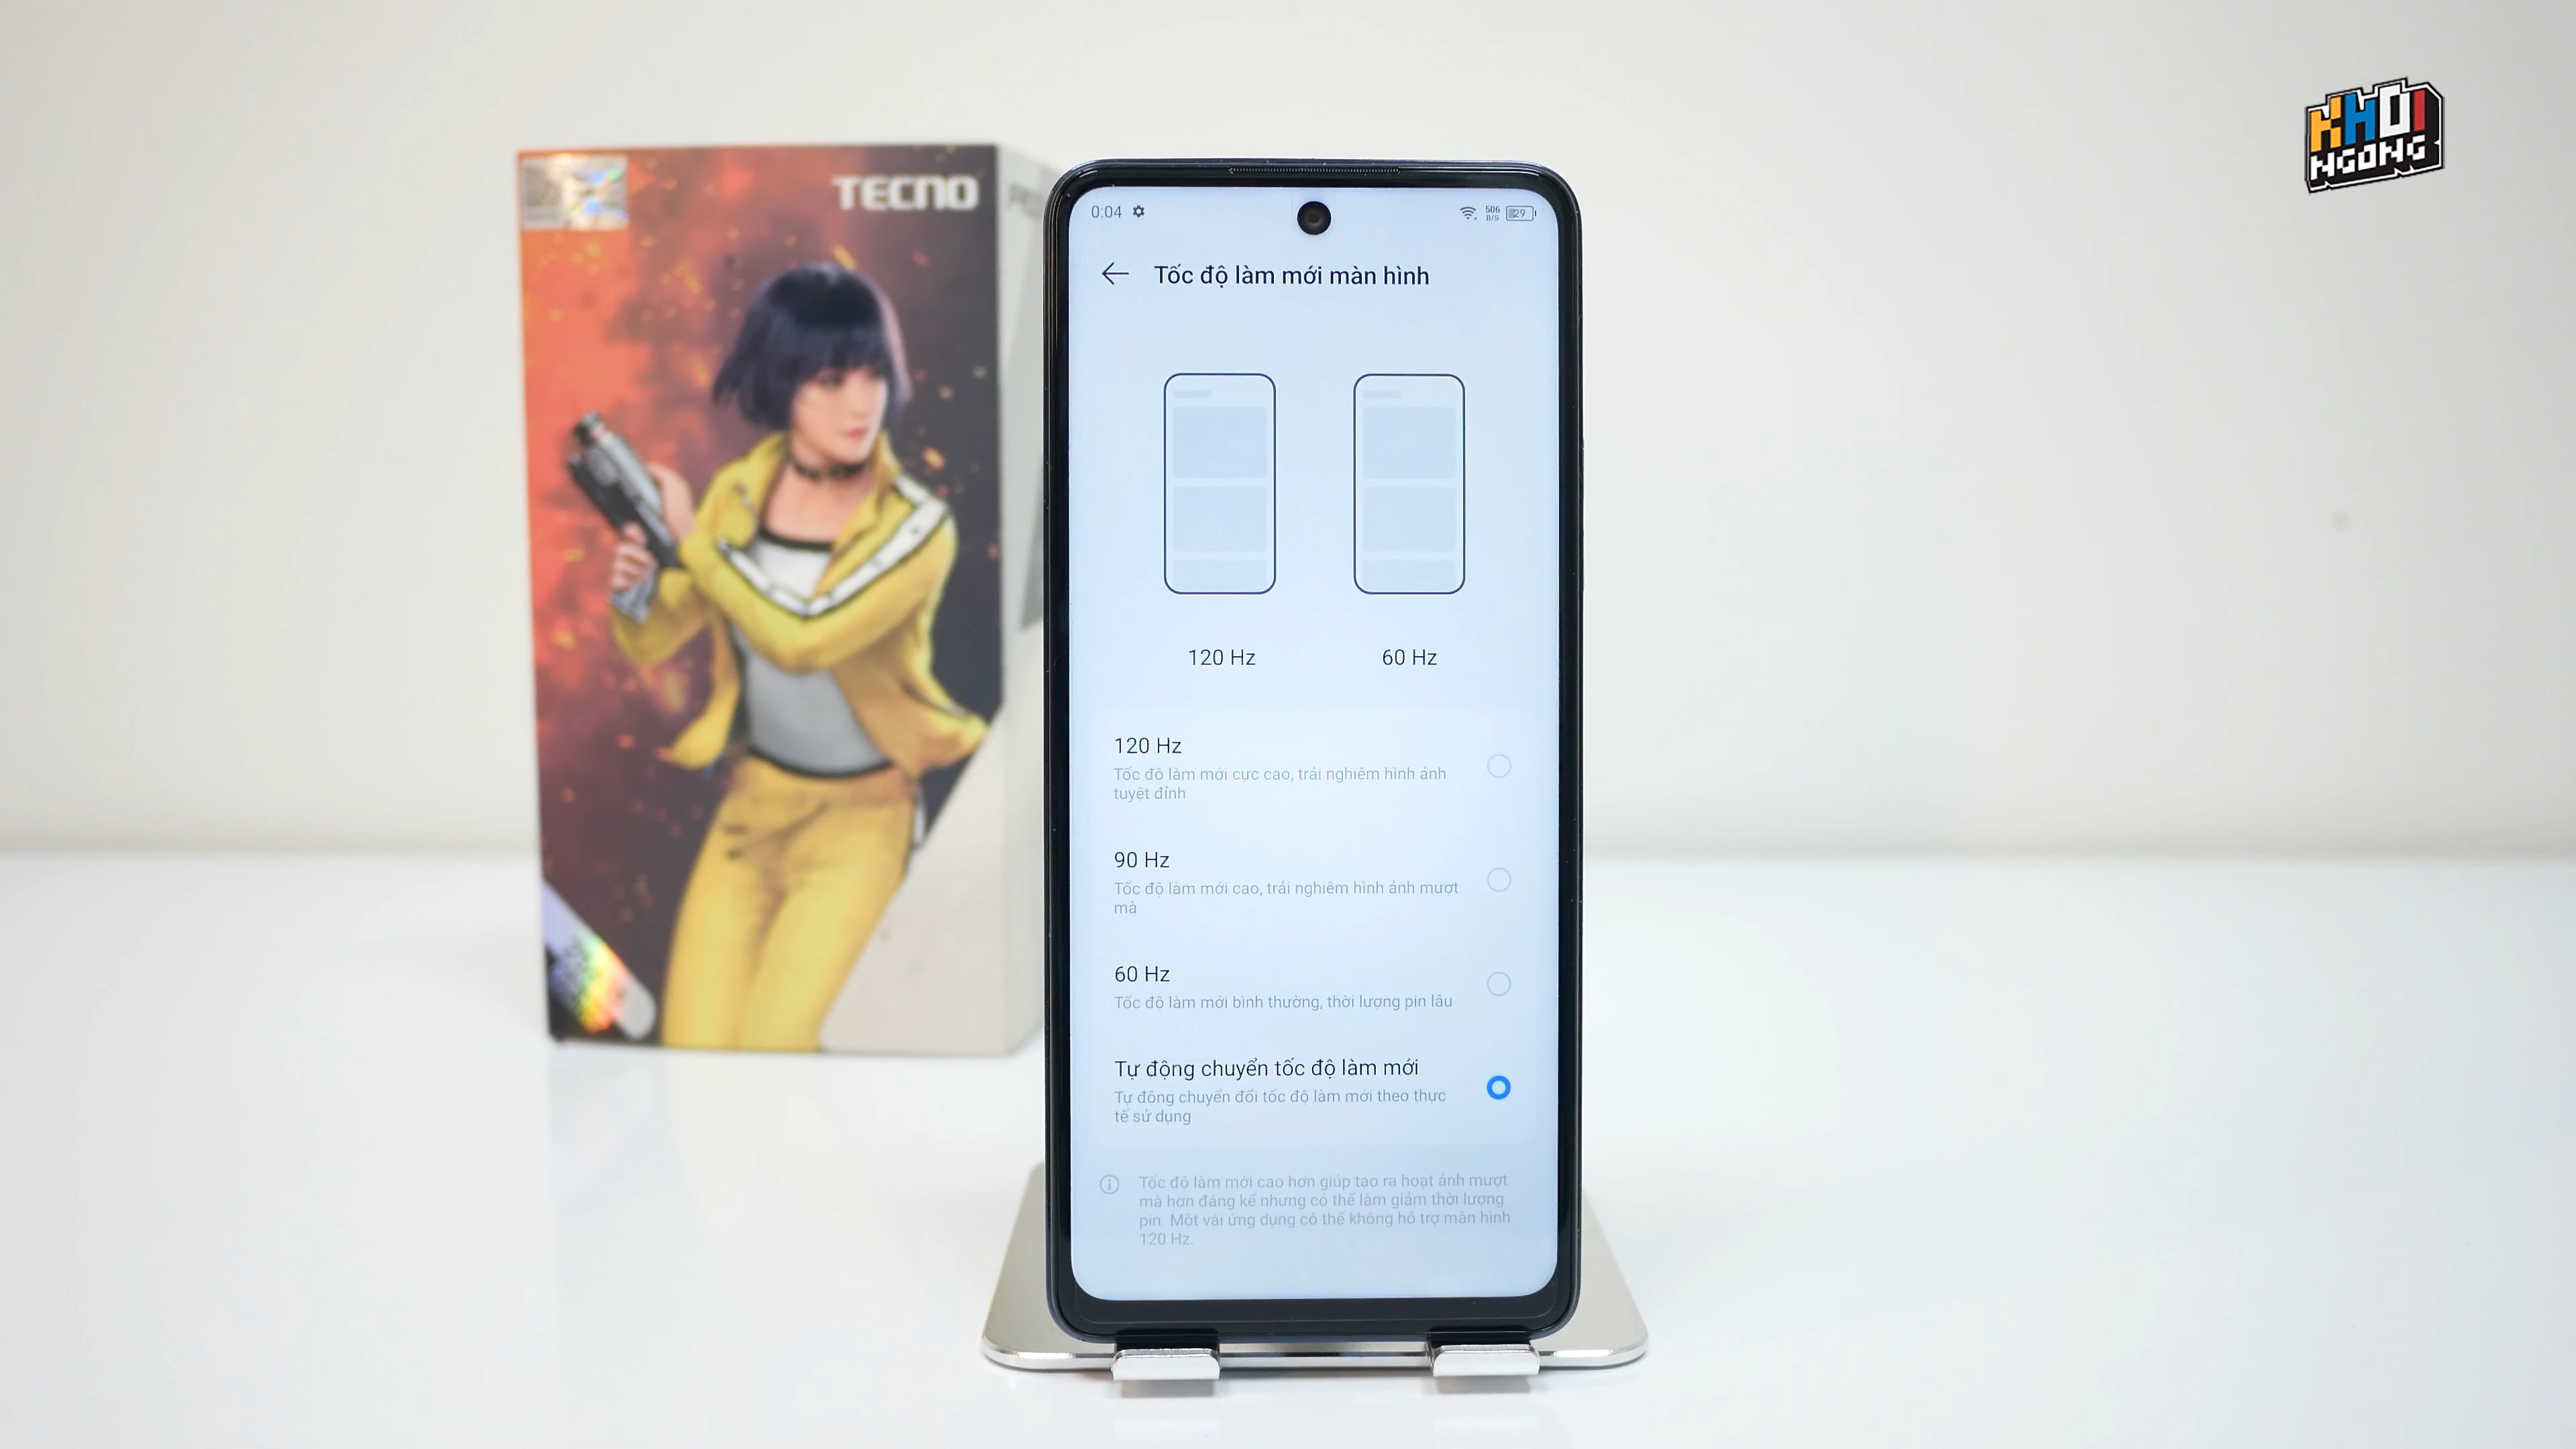 KHOI
NGONG
TECNO
0:04
506
B/S
29
Tốc độ làm mới màn hình
120 Hz
60 Hz
120 Hz
Tốc độ làm mới cực cao, trải nghiệm hình ảnh
tuyệt đỉnh
90 Hz
Tốc độ làm mới cao, trải nghiệm hình ảnh mượt
mà
60 Hz
Tốc độ làm mới bình thường, thời lượng pin lâu
Tự động chuyển tốc độ làm mới
Tự động chuyển đổi tốc độ làm mới theo thực
tế sử dụng
Tốc độ làm mới cao hơn giúp tạo ra hoạt ảnh mượt
mà hơn đáng kể nhưng có thể làm giảm thời lượng
pin. Một vài ứng dụng có thể không hỗ trợ màn hình
120 Hz.